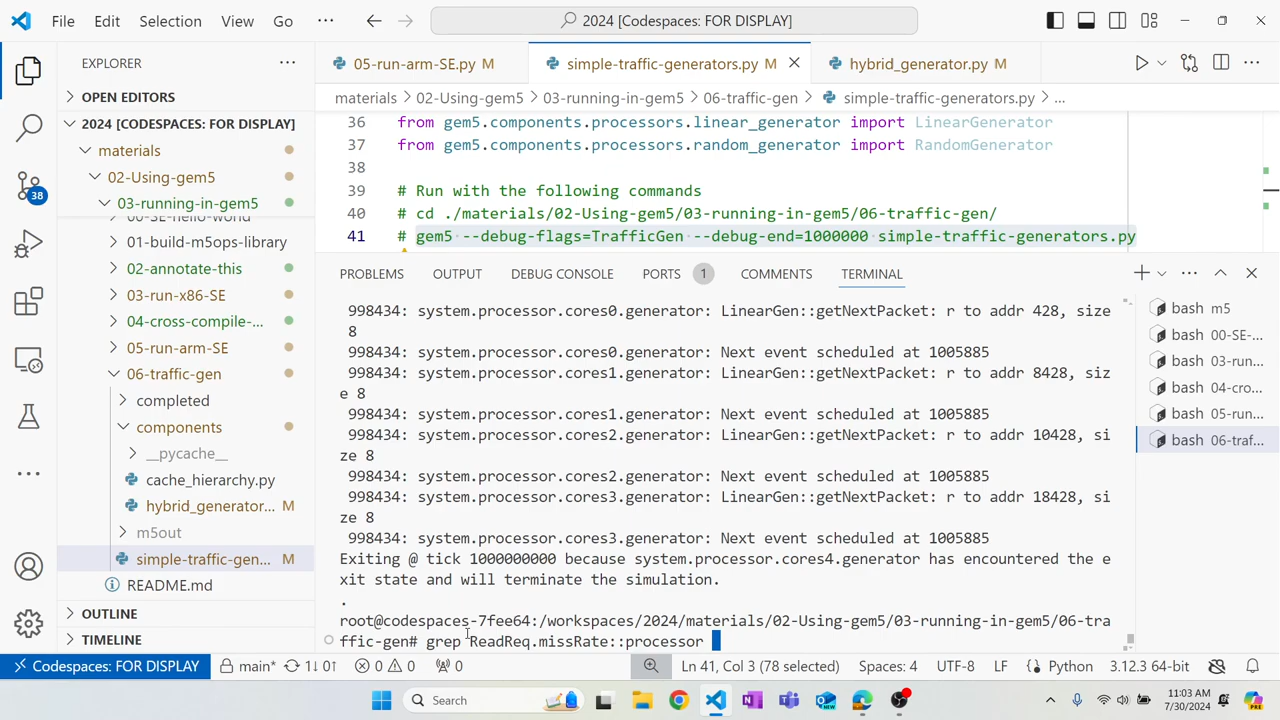 File Edit Selection View Go ··· 2024 [Codespaces: FOR DISPLAY]
EXPLORER
OPEN EDITORS
2024 [CODESPACES: FOR DISPLAY]
materials
02-Using-gem5
03-running-in-gem5
00-SE-hello-world
01-build-m5ops-library
02-annotate-this
03-run-x86-SE
04-cross-compile-...
05-run-arm-SE
06-traffic-gen
completed
components
__pycache__
cache_hierarchy.py
hybrid_generator... M
m5out
simple-traffic-gen... M
README.md
OUTLINE
TIMELINE
38
05-run-arm-SE.py M simple-traffic-generators.py M hybrid_generator.py M
materials > 02-Using-gem5 > 03-running-in-gem5 > 06-traffic-gen > simple-traffic-generators.py > ...
36 from gem5.components.processors.linear_generator import LinearGenerator
37 from gem5.components.processors.random_generator import RandomGenerator
38
39 # Run with the following commands
40 # cd ./materials/02-Using-gem5/03-running-in-gem5/06-traffic-gen/
41 # gem5 --debug-flags=TrafficGen --debug-end=1000000 simple-traffic-generators.py
PROBLEMS OUTPUT DEBUG CONSOLE PORTS 1 COMMENTS TERMINAL
998434: system.processor.cores0.generator: LinearGen::getNextPacket: r to addr 428, size
8
998434: system.processor.cores0.generator: Next event scheduled at 1005885
998434: system.processor.cores1.generator: LinearGen::getNextPacket: r to addr 8428, siz
e 8
998434: system.processor.cores1.generator: Next event scheduled at 1005885
998434: system.processor.cores2.generator: LinearGen::getNextPacket: r to addr 10428, si
ze 8
998434: system.processor.cores2.generator: Next event scheduled at 1005885
998434: system.processor.cores3.generator: LinearGen::getNextPacket: r to addr 18428, si
ze 8
998434: system.processor.cores3.generator: Next event scheduled at 1005885
Exiting @ tick 1000000000 because system.processor.cores4.generator has encountered the e
xit state and will terminate the simulation.
.
root@codespaces-7fee64:/workspaces/2024/materials/02-Using-gem5/03-running-in-gem5/06-tra
ffic-gen# grep ReadReq.missRate::processor
bash m5
bash 00-SE-...
bash 03-run...
bash 04-cro...
bash 05-run...
bash 06-traf...
Codespaces: FOR DISPLAY main* 1↓ 0↑ 0 0 0 Ln 41, Col 3 (78 selected) Spaces: 4 UTF-8 LF Python 3.12.3 64-bit
Search 11:03 AM
7/30/2024